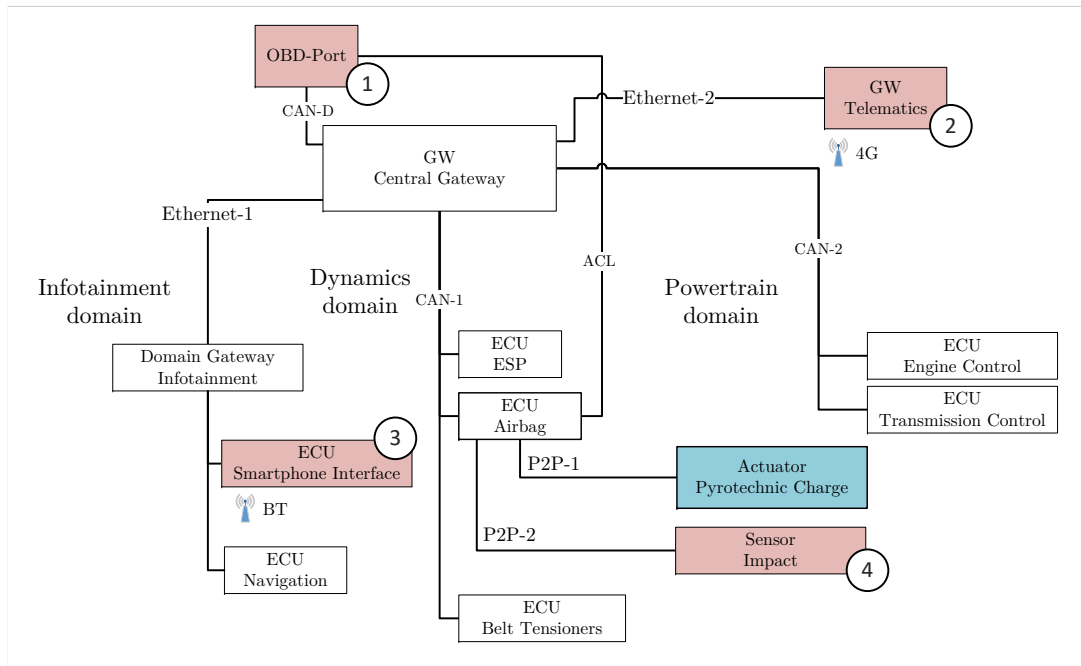 OBD-Port
1
CAN-D
Ethernet-2
GW
Telematics
2
4G
GW
Central Gateway
Ethernet-1
ACL
CAN-2
Infotainment
domain
Dynamics
domain
CAN-1
Powertrain
domain
Domain Gateway
Infotainment
ECU
ESP
ECU
Engine Control
ECU
Transmission Control
ECU
Airbag
3
ECU
Smartphone Interface
BT
P2P-1
Actuator
Pyrotechnic Charge
P2P-2
Sensor
Impact
4
ECU
Navigation
ECU
Belt Tensioners